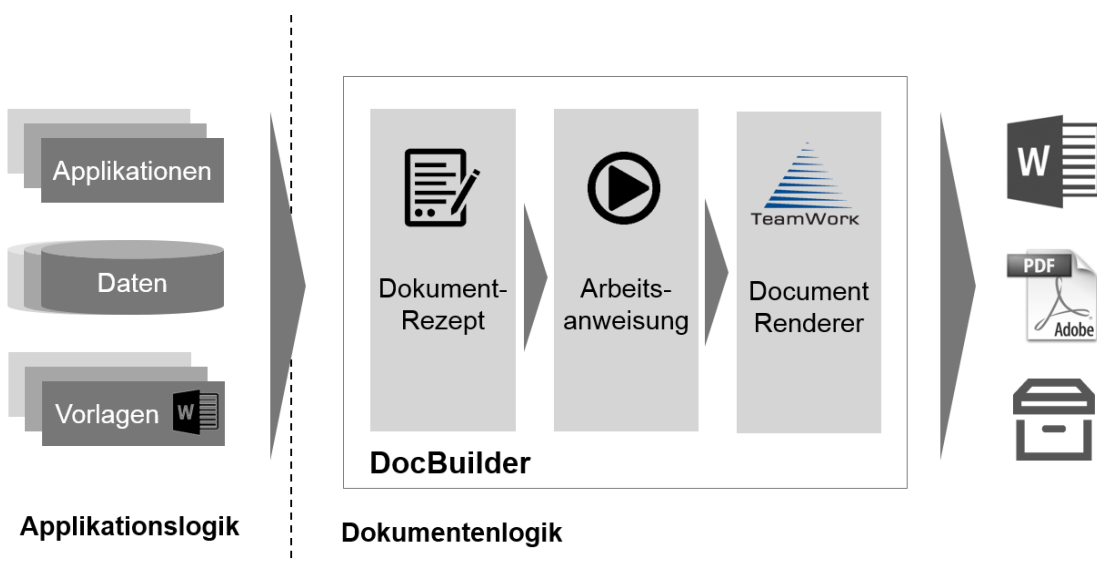 Applikationen
Daten
Vorlagen W
Applikationslogik
Dokument-
Rezept
Arbeits-
anweisung
TeamWork
Document
Renderer
DocBuilder
Dokumentenlogik
W
PDF
Adobe